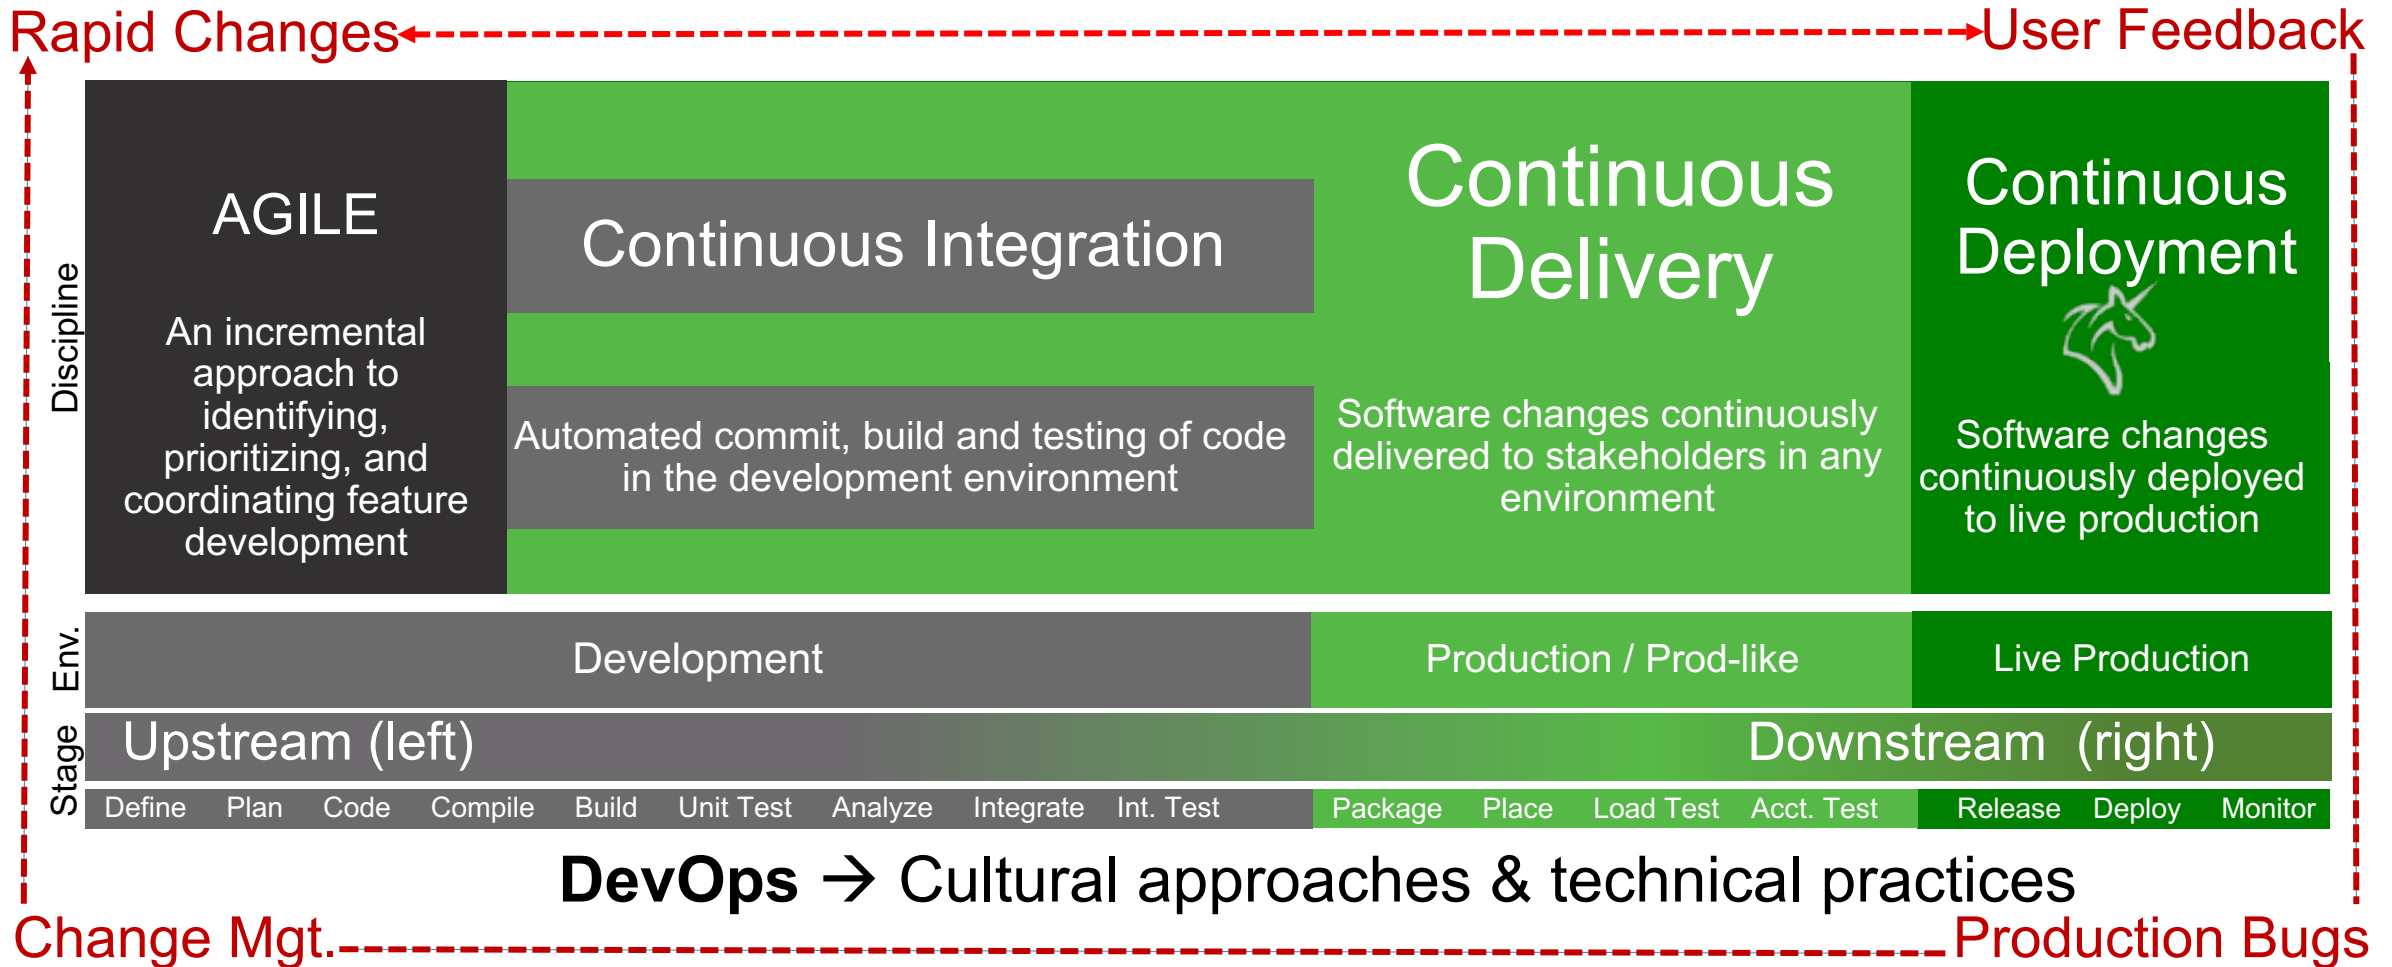 Rapid Changes
User Feedback
Discipline
AGILE
An incremental
approach to
identifying,
prioritizing, and
coordinating feature
development
Continuous Integration
Automated commit, build and testing of code
in the development environment
Continuous
Delivery
Software changes continuously
delivered to stakeholders in any
environment
Continuous
Deployment
Software changes
continuously deployed
to live production
Env.
Development
Production / Prod-like
Live Production
Stage
Upstream (left)
Downstream (right)
Define Plan Code Compile Build Unit Test Analyze Integrate Int. Test Package Place Load Test Acct. Test Release Deploy Monitor
DevOps → Cultural approaches & technical practices
Change Mgt.
Production Bugs